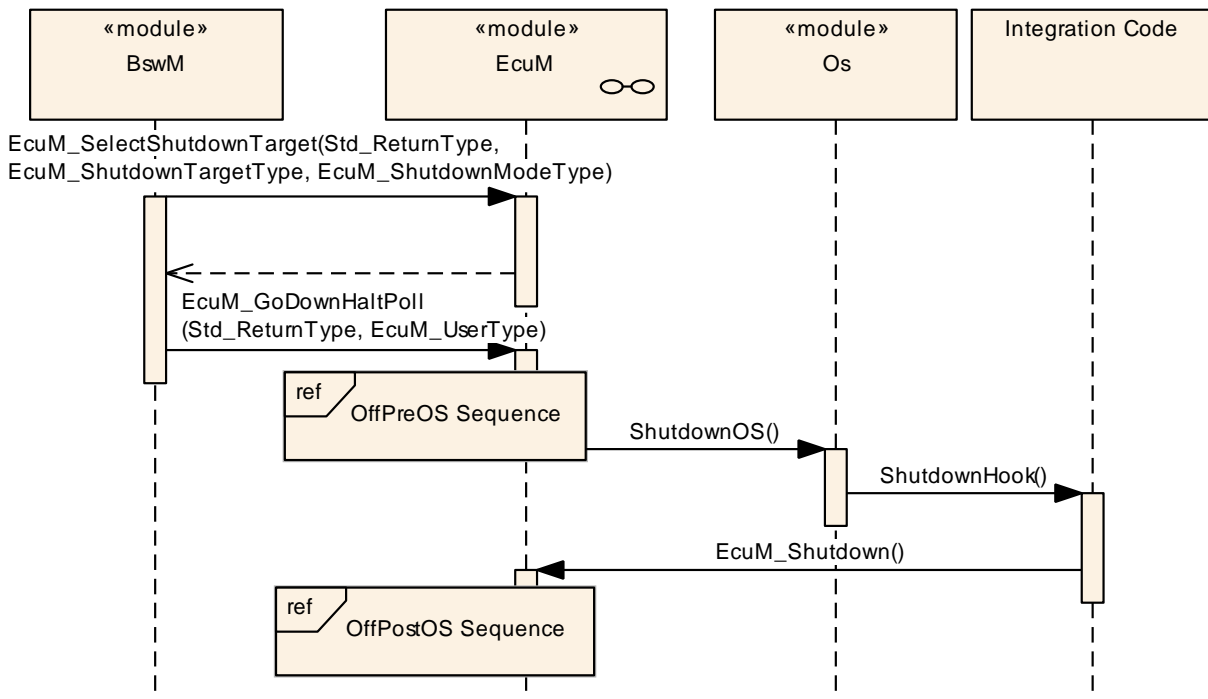 «module»
BswM
«module»
EcuM
«module»
Os
Integration Code
EcuM_SelectShutdownTarget(Std_ReturnType,
EcuM_ShutdownTargetType, EcuM_ShutdownModeType)
EcuM_GoDownHaltPoll
(Std_ReturnType, EcuM_UserType)
ref
OffPreOS Sequence
ShutdownOS()
ShutdownHook()
EcuM_Shutdown()
ref
OffPostOS Sequence